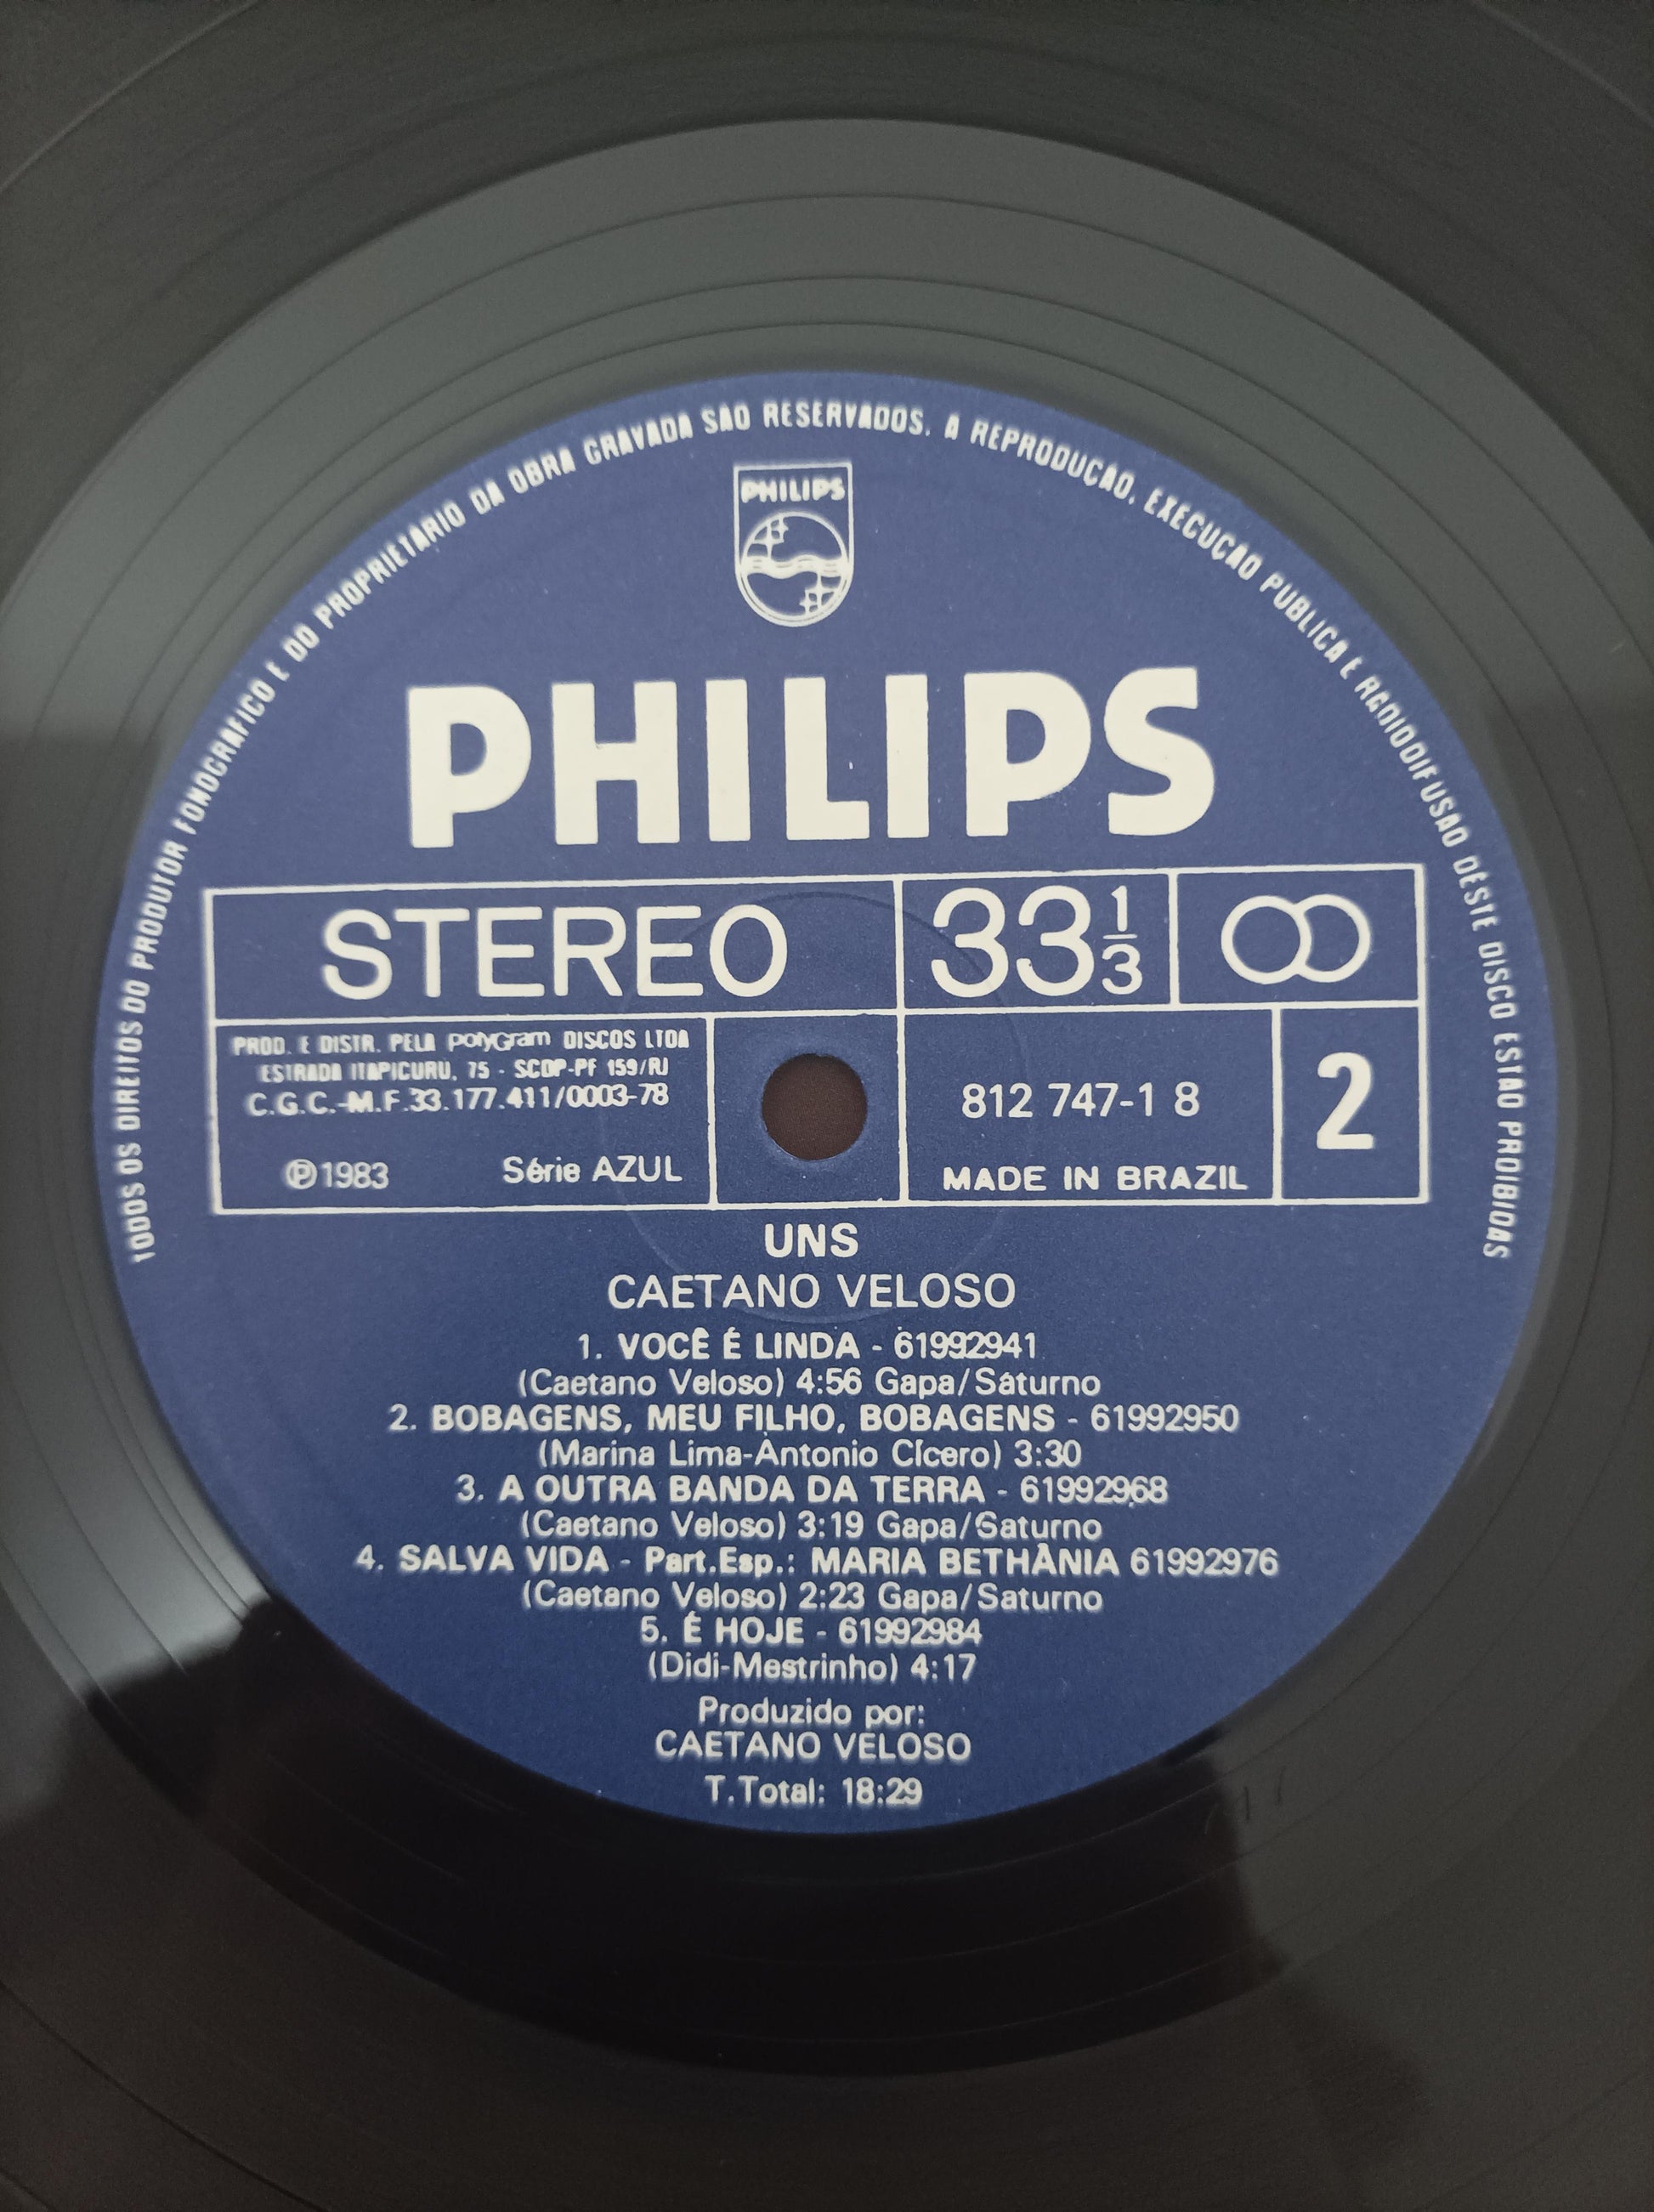 TODOS OS DIREITOS DO PRODUTOR FONOGRAFICO E DO PROPRIETARIO DA OBRA GRAVADA SAO RESERVADOS. A REPRODUÇAO, EXECUÇAO PUBLICA E RADIODIFUSAO DESTE DISCO ESTAO PROIBIDAS
PHILIPS
PHILIPS
STEREO
33 1/3
PROD. E DISTR. PELA polyGram DISCOS LTDA
ESTRADA ITAPICURU, 75 - SCDP-PF 159/RJ
C.G.C.-M.F.33.177.411/0003-78
Ⓟ1983 Série AZUL
812 747-1 8
MADE IN BRAZIL
2
UNS
CAETANO VELOSO
1. VOCÊ É LINDA - 61992941
(Caetano Veloso) 4:56 Gapa/Saturno
2. BOBAGENS, MEU FILHO, BOBAGENS - 61992950
(Marina Lima-Antonio Cícero) 3:30
3. A OUTRA BANDA DA TERRA - 61992968
(Caetano Veloso) 3:19 Gapa/Saturno
4. SALVA VIDA - Part.Esp.: MARIA BETHÂNIA 61992976
(Caetano Veloso) 2:23 Gapa/Saturno
5. É HOJE - 61992984
(Didi-Mestrinho) 4:17
Produzido por:
CAETANO VELOSO
T.Total: 18:29